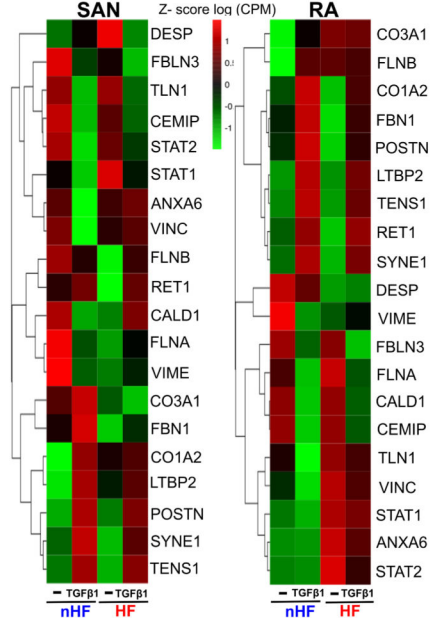 SAN
Z- score log (CPM)
RA
1
0.1
0
-0
-1
DESP
FBLN3
TLN1
CEMIP
STAT2
STAT1
ANXA6
VINC
FLNB
RET1
CALD1
FLNA
VIME
CO3A1
FBN1
CO1A2
LTBP2
POSTN
SYNE1
TENS1
– TGFβ1 – TGFβ1
nHF HF
CO3A1
FLNB
CO1A2
FBN1
POSTN
LTBP2
TENS1
RET1
SYNE1
DESP
VIME
FBLN3
FLNA
CALD1
CEMIP
TLN1
VINC
STAT1
ANXA6
STAT2
– TGFβ1 – TGFβ1
nHF HF